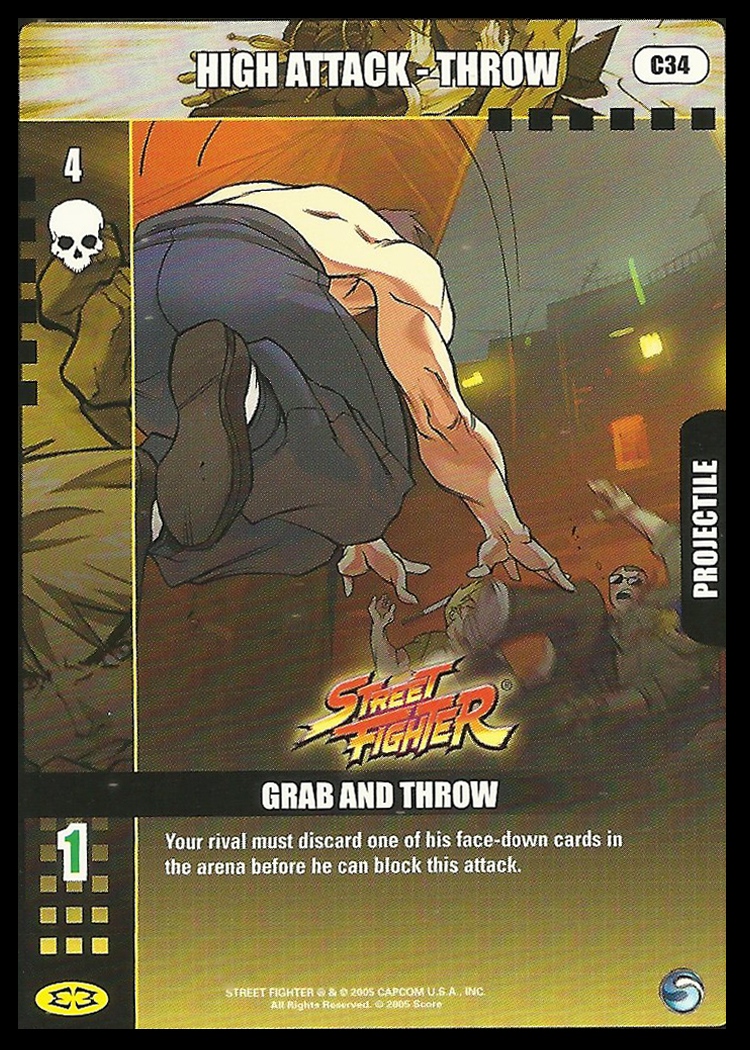 HIGH ATTACK - THROW
C34
4
PROJECTILE
STREET
FIGHTER®
GRAB AND THROW
1
Your rival must discard one of his face-down cards in
the arena before he can block this attack.
STREET FIGHTER ® & © 2005 CAPCOM U.S.A., INC.
All Rights Reserved. © 2005 Score